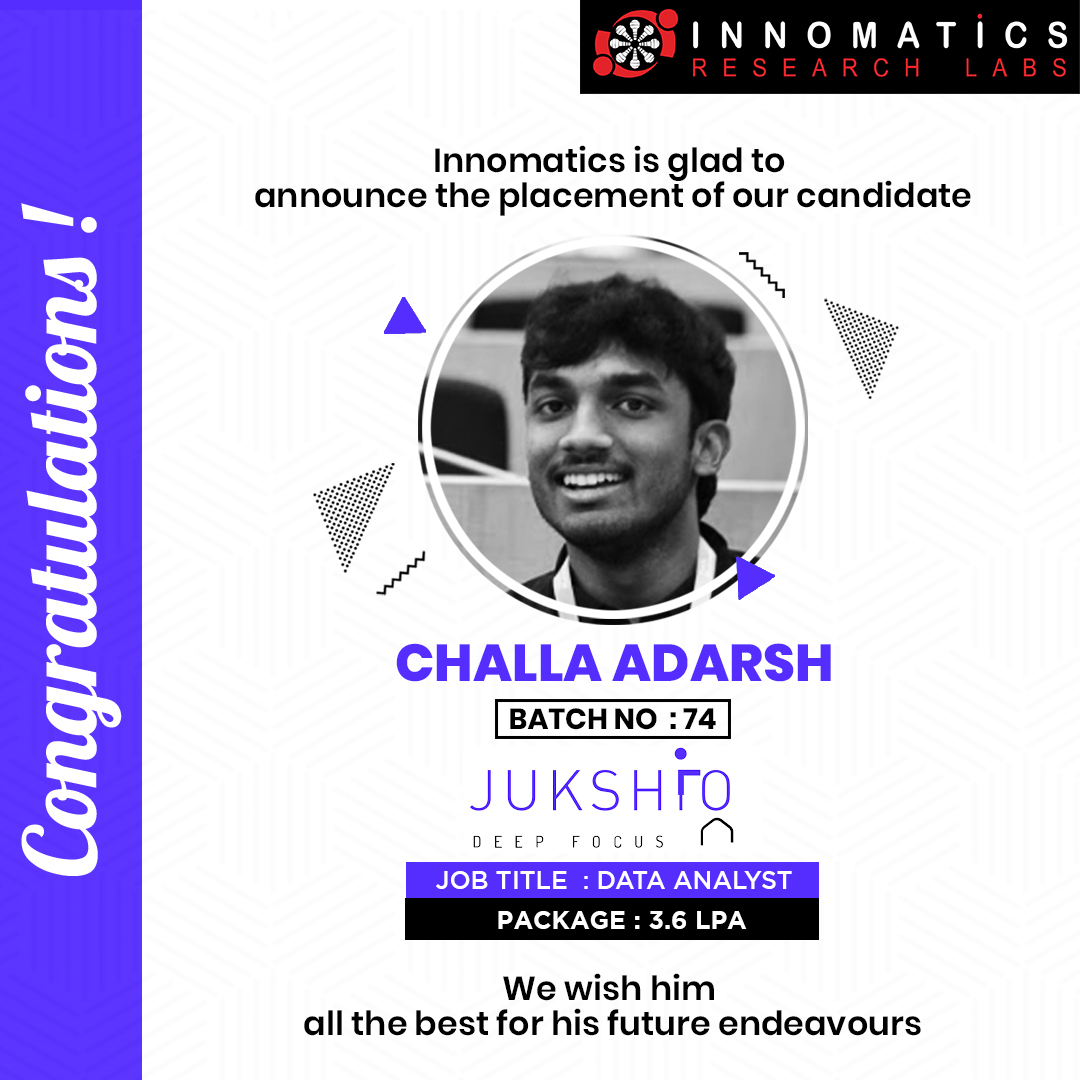 Congratulations !
INNOMATICS
RESEARCH LABS
Innomatics is glad to
announce the placement of our candidate
CHALLA ADARSH
BATCH NO : 74
JUKSHIO
DEEP FOCUS
JOB TITLE : DATA ANALYST
PACKAGE : 3.6 LPA
We wish him
all the best for his future endeavours